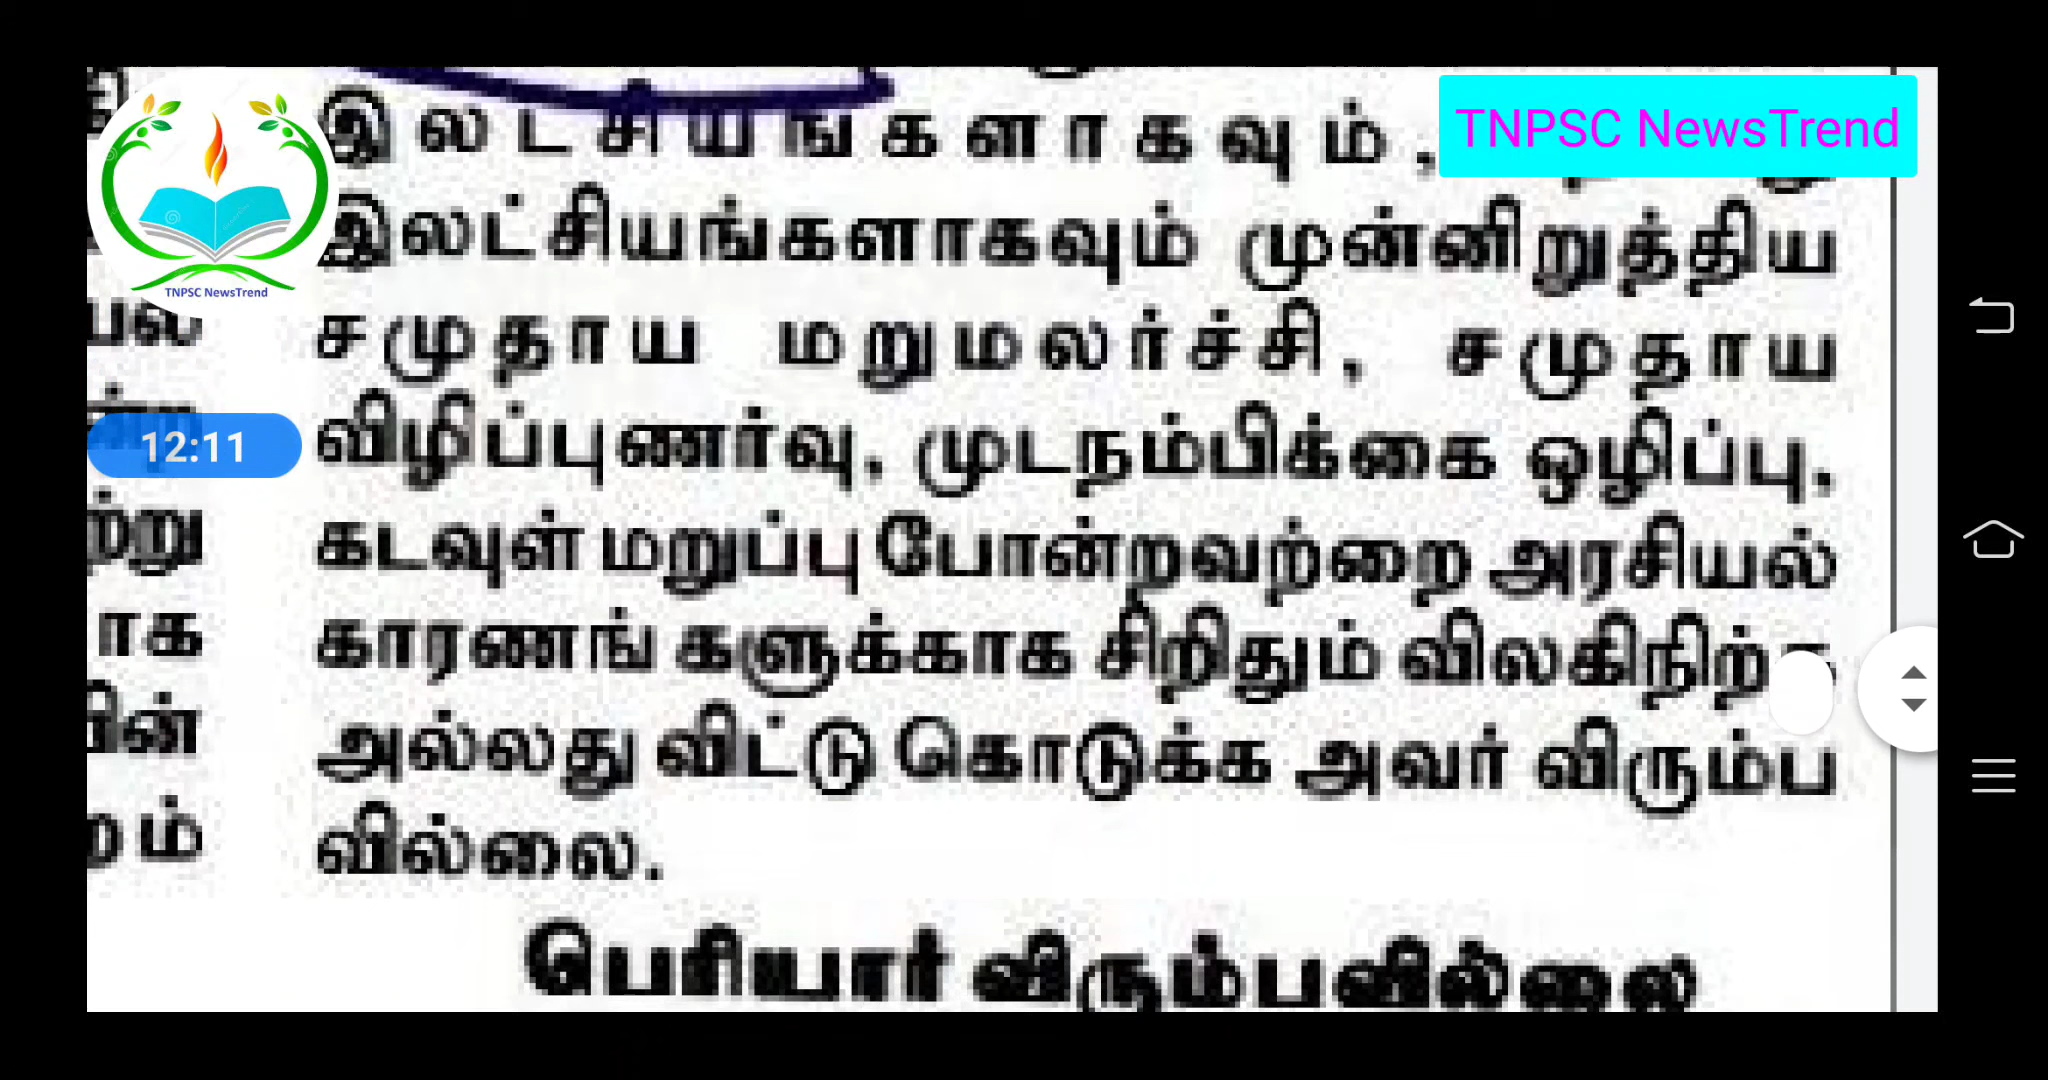 இலட்சியங்களாகவும்,
TNPSC NewsTrend
இலட்சியங்களாகவும் முன்னிறுத்திய
சமுதாய மறுமலர்ச்சி, சமுதாய
விழிப்புணர்வு, முடநம்பிக்கை ஒழிப்பு,
கடவுள் மறுப்பு போன்றவற்றை அரசியல்
காரணங் களுக்காக சிறிதும்
அல்லது விட்டு கொடுக்க அவர் விரும்ப
வில்லை.
பெரியார் விரும்பவில்லை
TNPSC NewsTrend
12:11